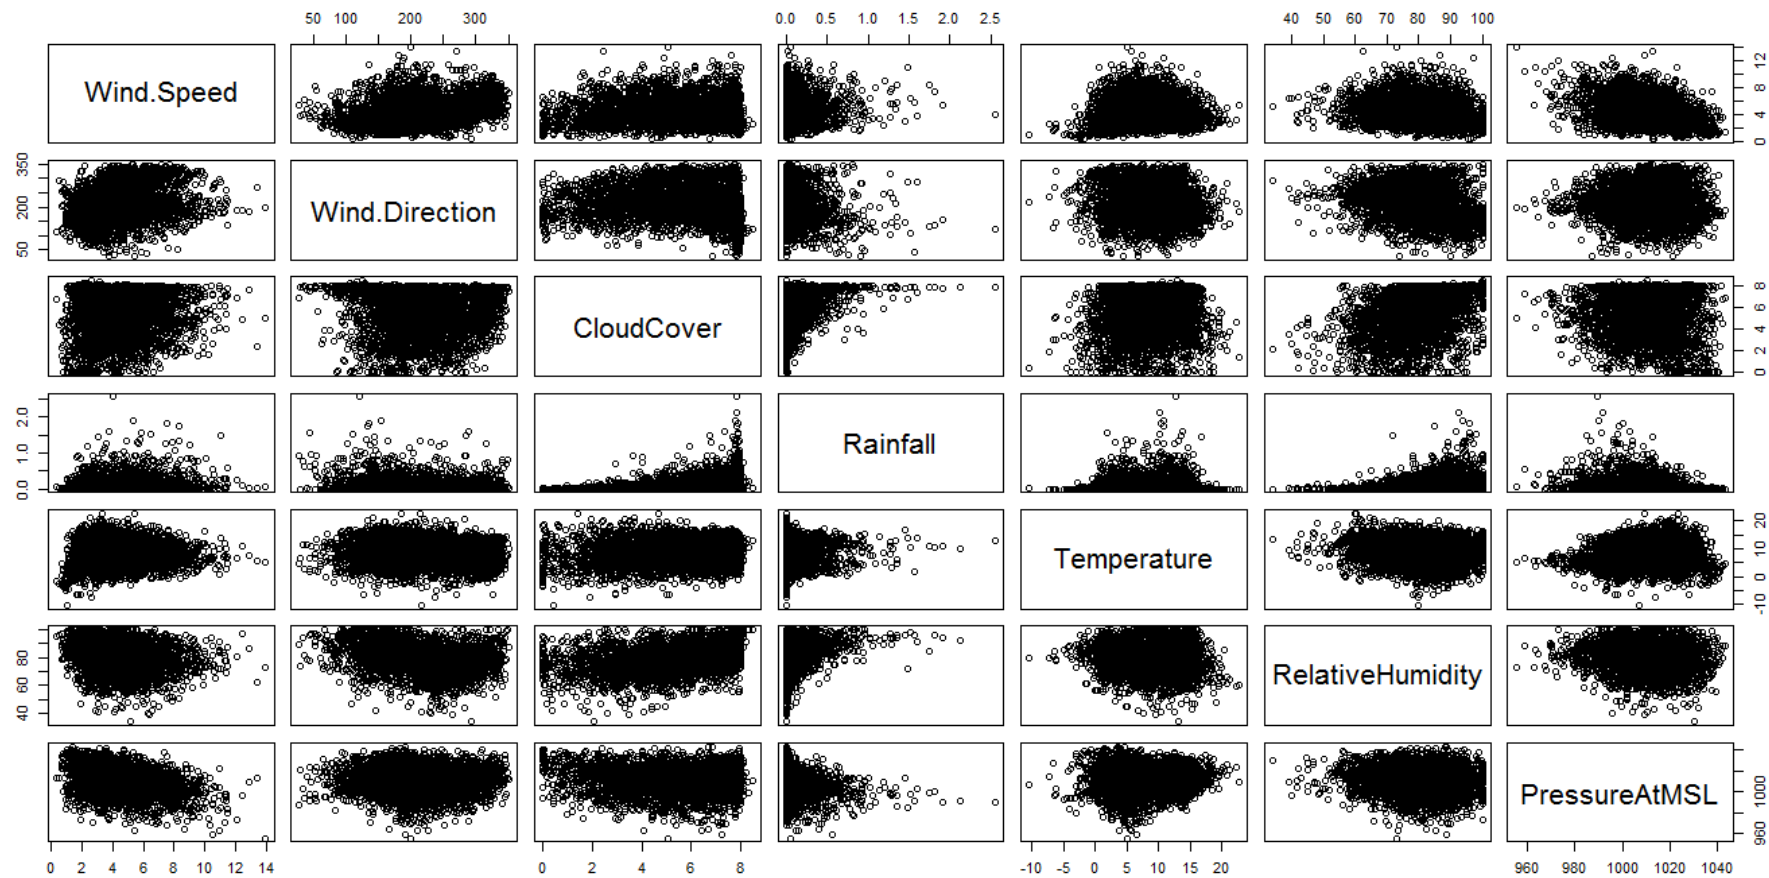 50 100 200 300
0.0 0.5 1.0 1.5 2.0 2.5
40 50 60 70 80 90 100
Wind.Speed
0 4 8 12
50 200 350
Wind.Direction
CloudCover
0 2 4 6 8
0.0 1.0 2.0
Rainfall
Temperature
-10 0 10 20
40 60 80
RelativeHumidity
PressureAtMSL
960 1000
0 2 4 6 8 10 12 14
0 2 4 6 8
-10 -5 0 5 10 15 20
960 980 1000 1020 1040